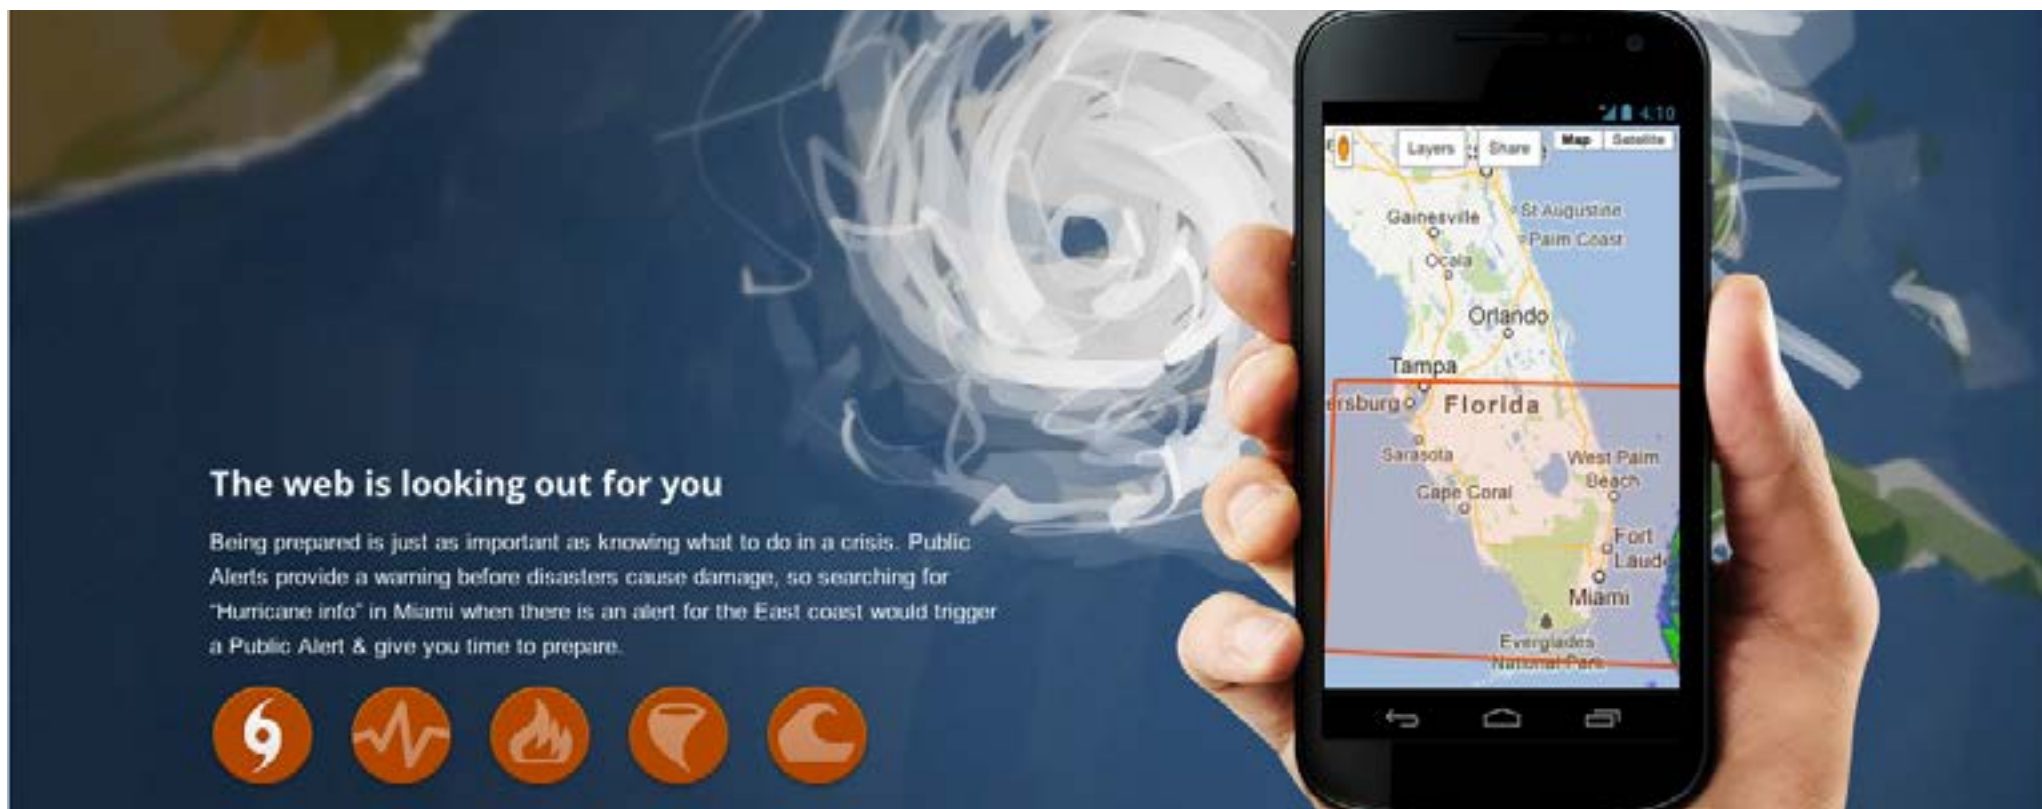 4:10
Layers
Share
Map
Satellite
Gainesville
St Augustine
Palm Coast
Ocala
Orlando
Tampa
ersburg
Florida
Sarasota
West Palm
Beach
Cape Coral
Fort
Laud
Miami
Everglades
National Park
The web is looking out for you
Being prepared is just as important as knowing what to do in a crisis. Public
Alerts provide a warning before disasters cause damage, so searching for
"Hurricane info" in Miami when there is an alert for the East coast would trigger
a Public Alert & give you time to prepare.